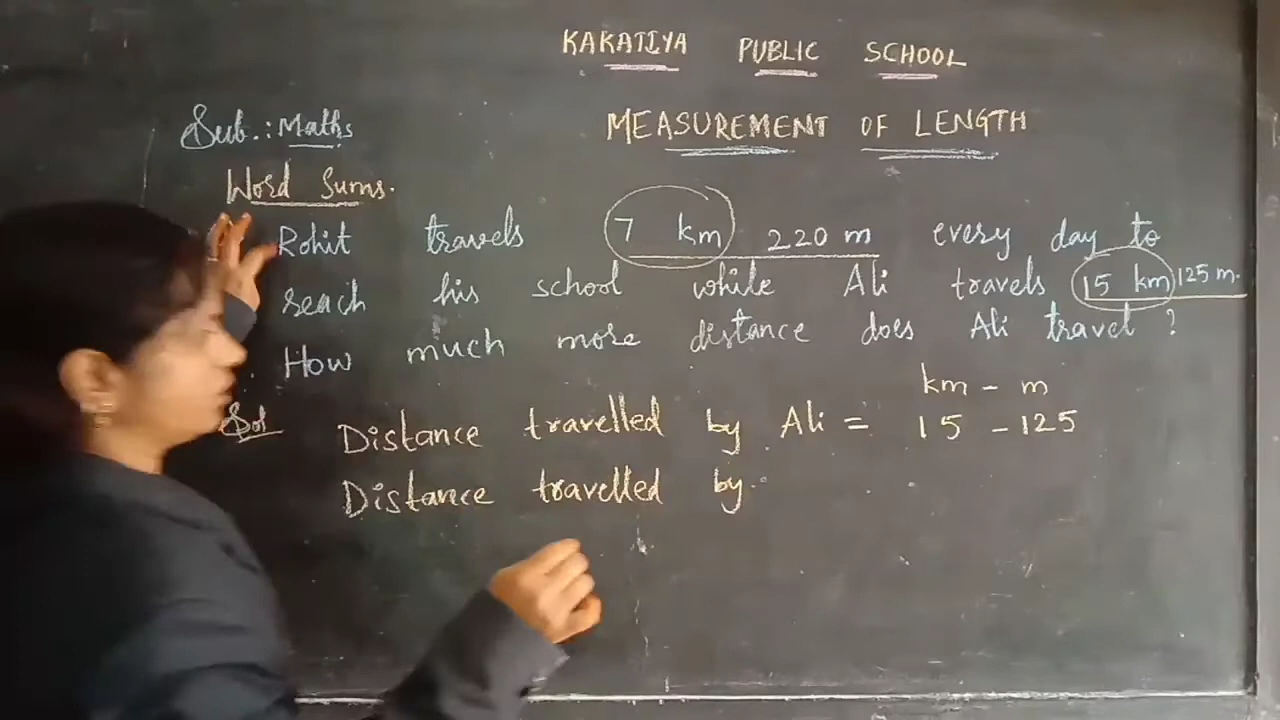 KAKATIYA PUBLIC SCHOOL
Sub.: Maths
MEASUREMENT OF LENGTH
Word Sums.
Rohit travels 7 km 220 m every day to
reach his school while Ali travels 15 km 125 m.
How much more distance does Ali travel ?
km - m
Sol Distance travelled by Ali = 15 - 125
Distance travelled by